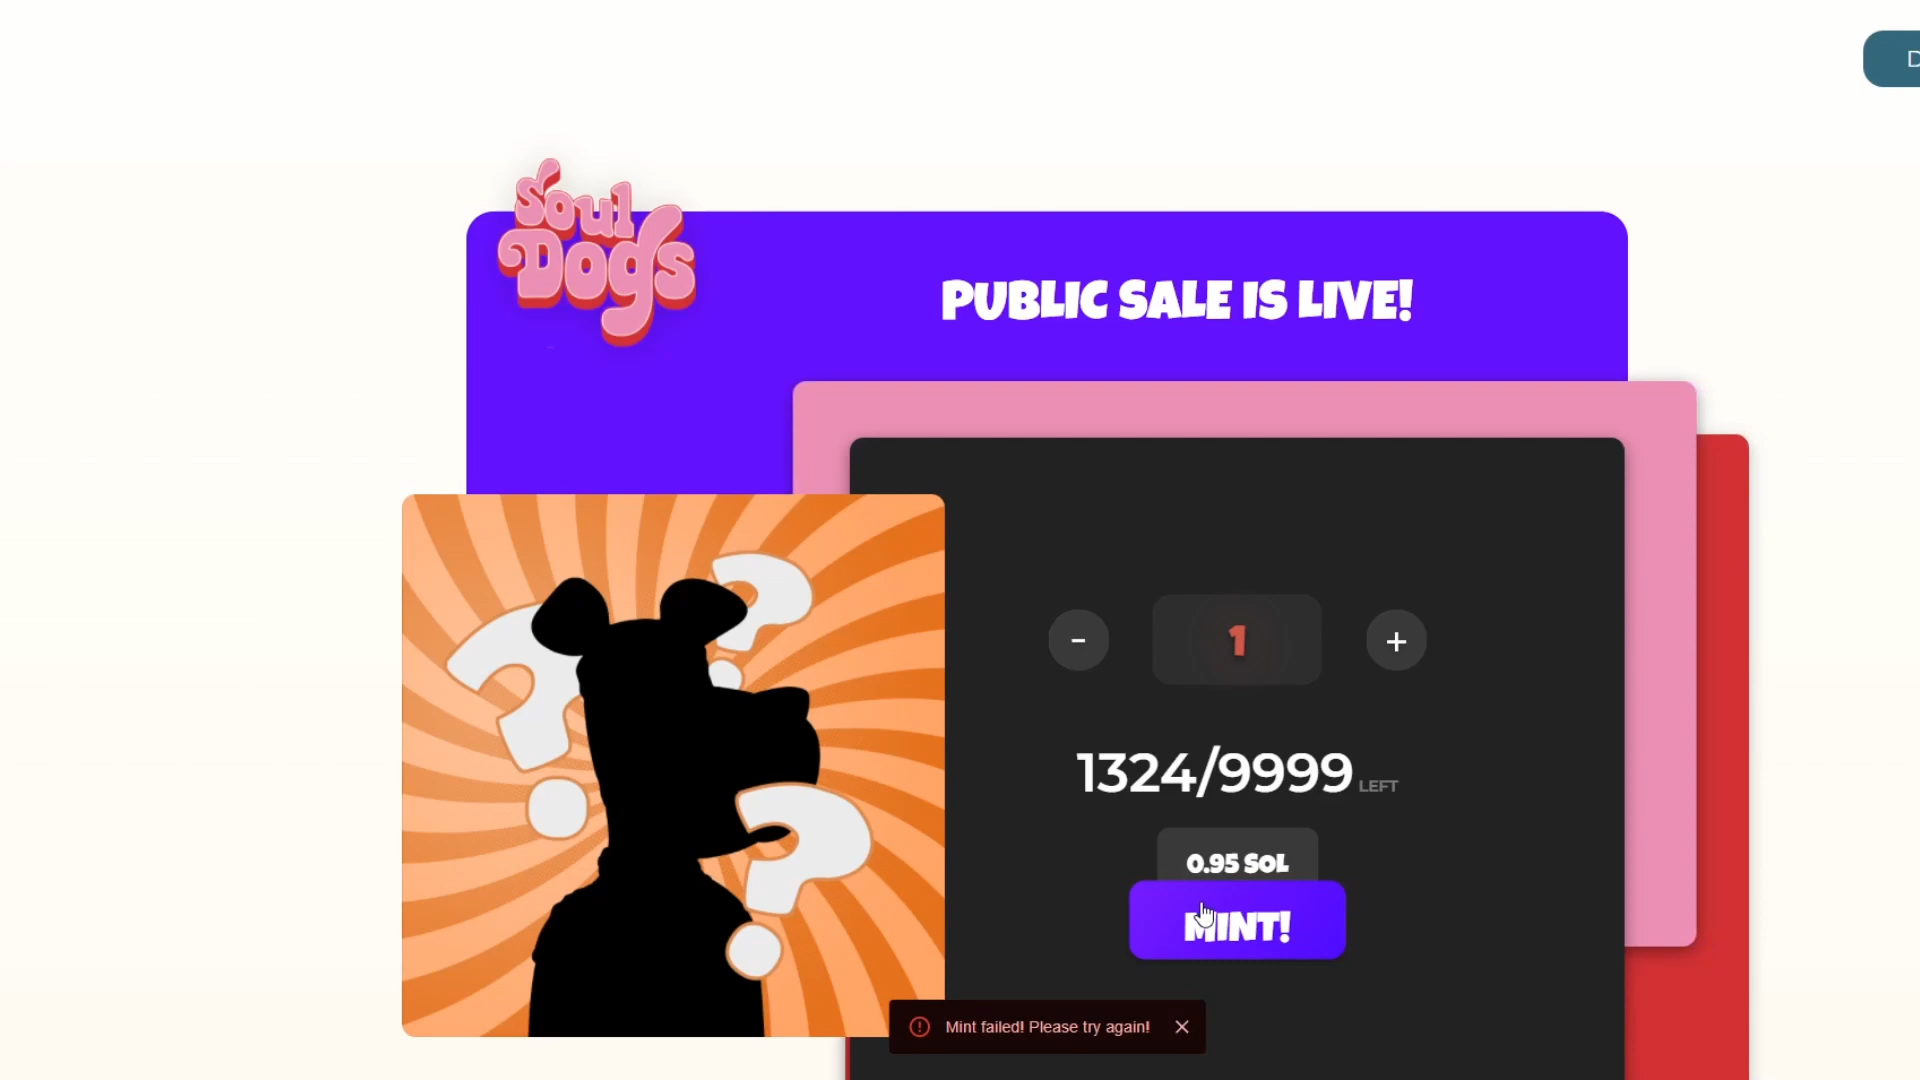 D
Soul
Dogs
PUBLIC SALE IS LIVE!
-
1
+
1324/9999 LEFT
0.95 SOL
MINT!
Mint failed! Please try again!